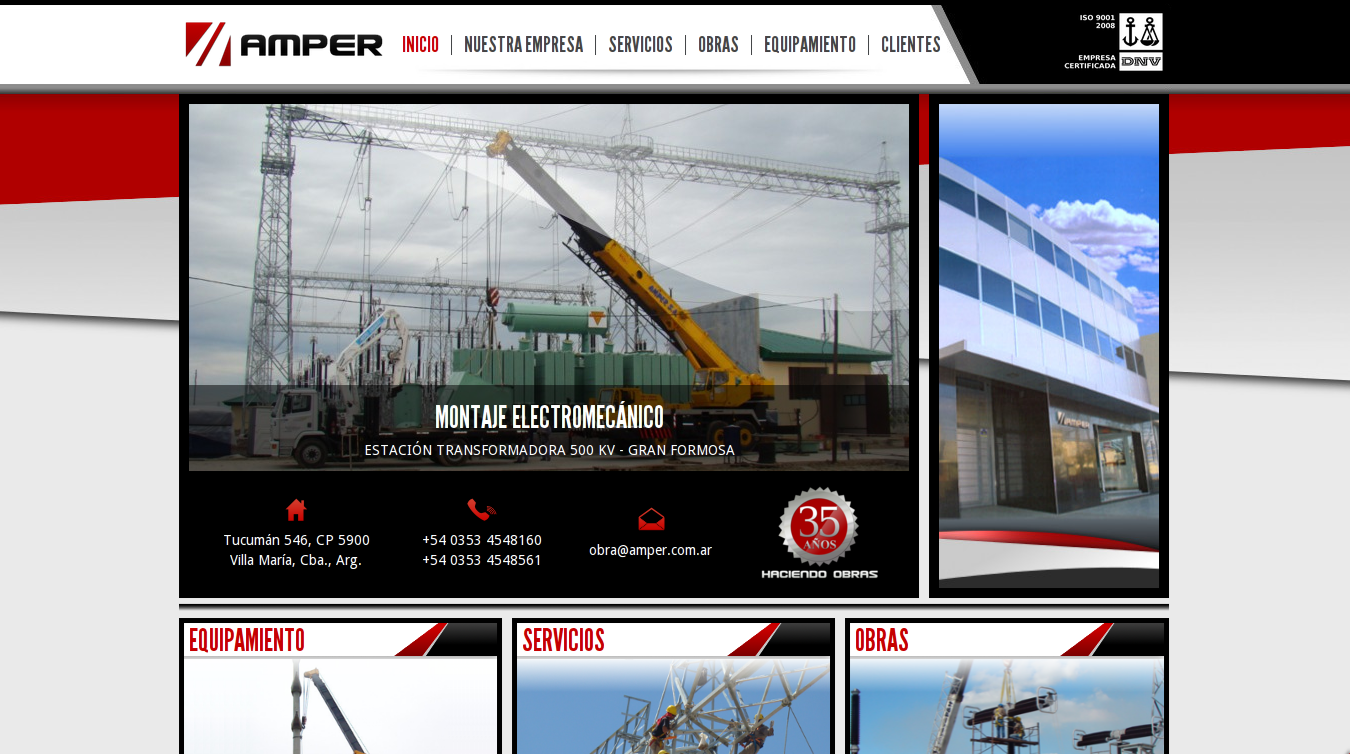 AMPER
INICIO
NUESTRA EMPRESA
SERVICIOS
OBRAS
EQUIPAMIENTO
CLIENTES
ISO 9001
2008
EMPRESA
CERTIFICADA
DNV
AMPER S.A.
AMPER
MONTAJE ELECTROMECÁNICO
ESTACIÓN TRANSFORMADORA 500 KV - GRAN FORMOSA
Tucumán 546, CP 5900
Villa María, Cba., Arg.
+54 0353 4548160
+54 0353 4548561
obra@amper.com.ar
35
AÑOS
HACIENDO OBRAS
EQUIPAMIENTO
SERVICIOS
OBRAS